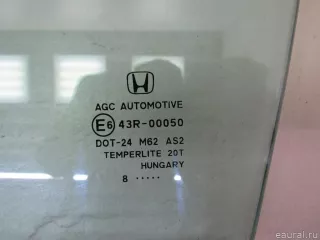 AGC AUTOMOTIVE
E6 43R-00050
DOT-24 M62 AS2
TEMPERLITE 20T
HUNGARY
8 .....
eaural.ru